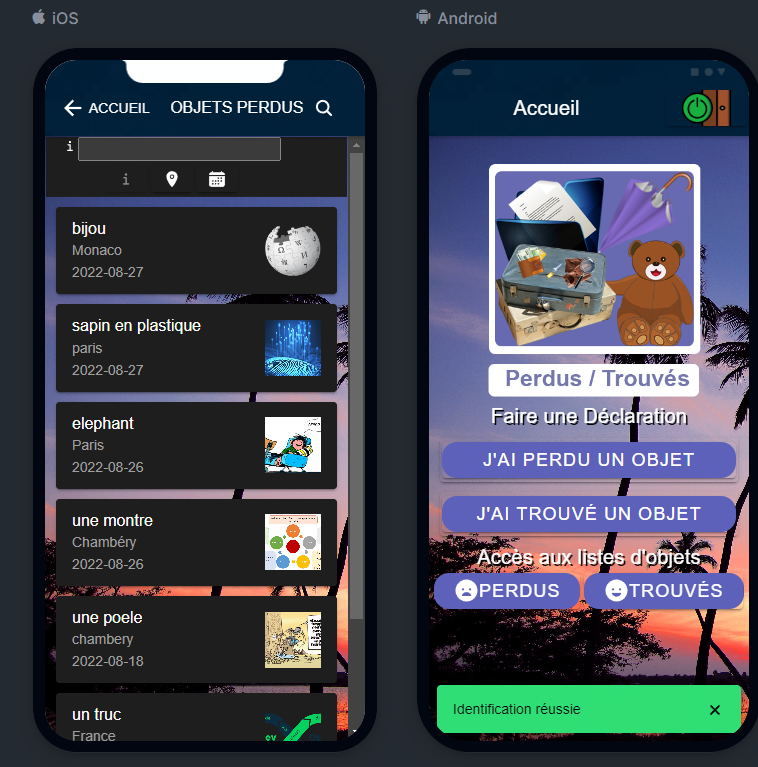 iOS
ACCUEIL OBJETS PERDUS
i
i
bijou
Monaco
2022-08-27
sapin en plastique
paris
2022-08-27
elephant
Paris
2022-08-26
une montre
Chambéry
2022-08-26
une poele
chambery
2022-08-18
un truc
France
Android
Accueil
Perdus / Trouvés
Faire une Déclaration
J'AI PERDU UN OBJET
J'AI TROUVÉ UN OBJET
Accès aux listes d'objets
PERDUS
TROUVÉS
Identification réussie